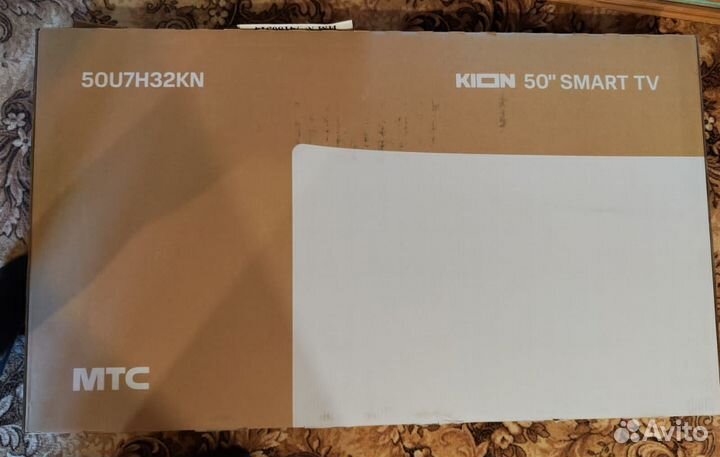 50U7H32KN
KION 50" SMART TV
МТС
Avito